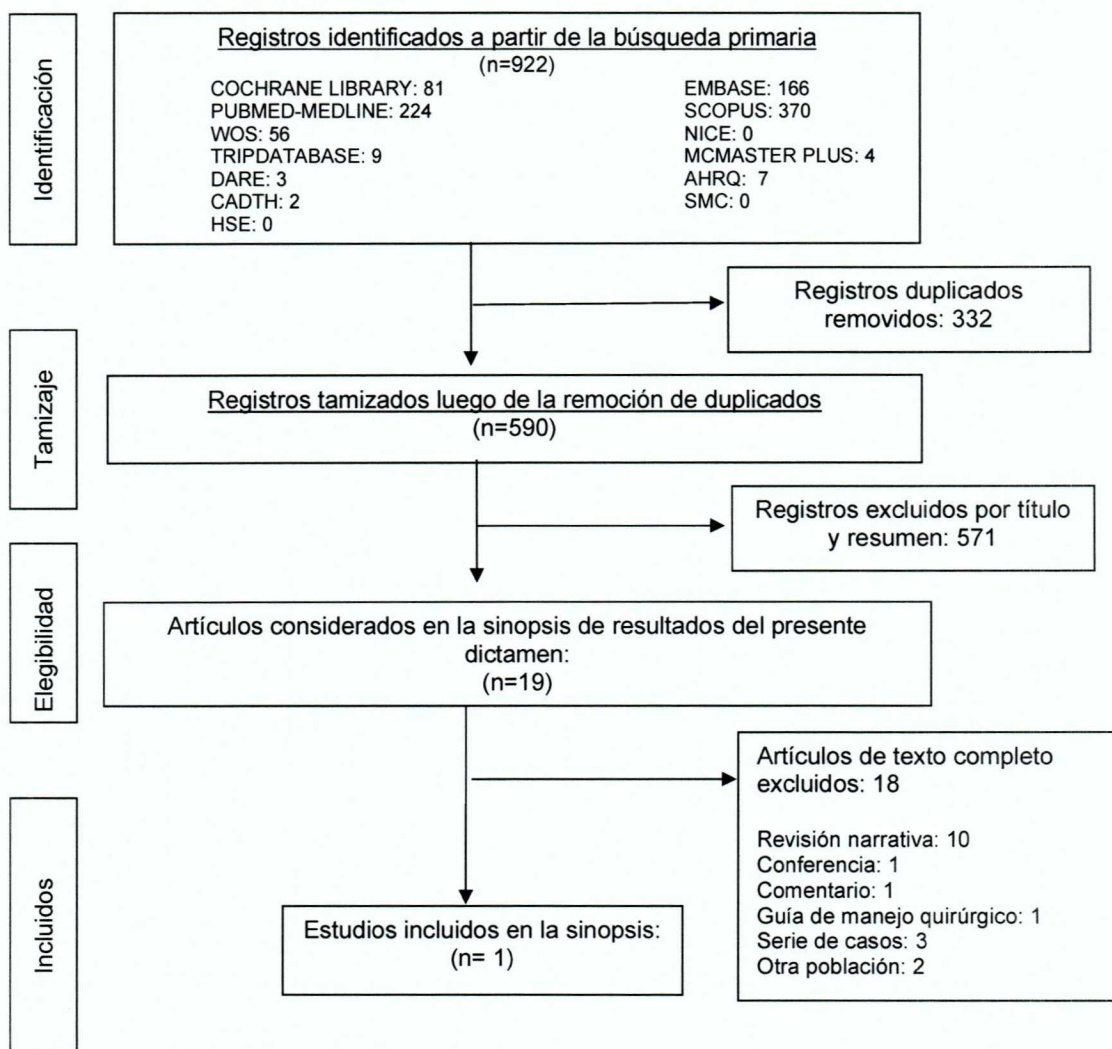 Identificación
Registros identificados a partir de la búsqueda primaria
(n=922)
COCHRANE LIBRARY: 81
PUBMED-MEDLINE: 224
WOS: 56
TRIPDATABASE: 9
DARE: 3
CADTH: 2
HSE: 0
EMBASE: 166
SCOPUS: 370
NICE: 0
MCMASTER PLUS: 4
AHRQ: 7
SMC: 0
Registros duplicados
removidos: 332
Tamizaje
Registros tamizados luego de la remoción de duplicados
(n=590)
Registros excluidos por título
y resumen: 571
Elegibilidad
Artículos considerados en la sinopsis de resultados del presente
dictamen:
(n=19)
Artículos de texto completo
excluidos: 18
Revisión narrativa: 10
Conferencia: 1
Comentario: 1
Guía de manejo quirúrgico: 1
Serie de casos: 3
Otra población: 2
Incluidos
Estudios incluidos en la sinopsis:
(n= 1)